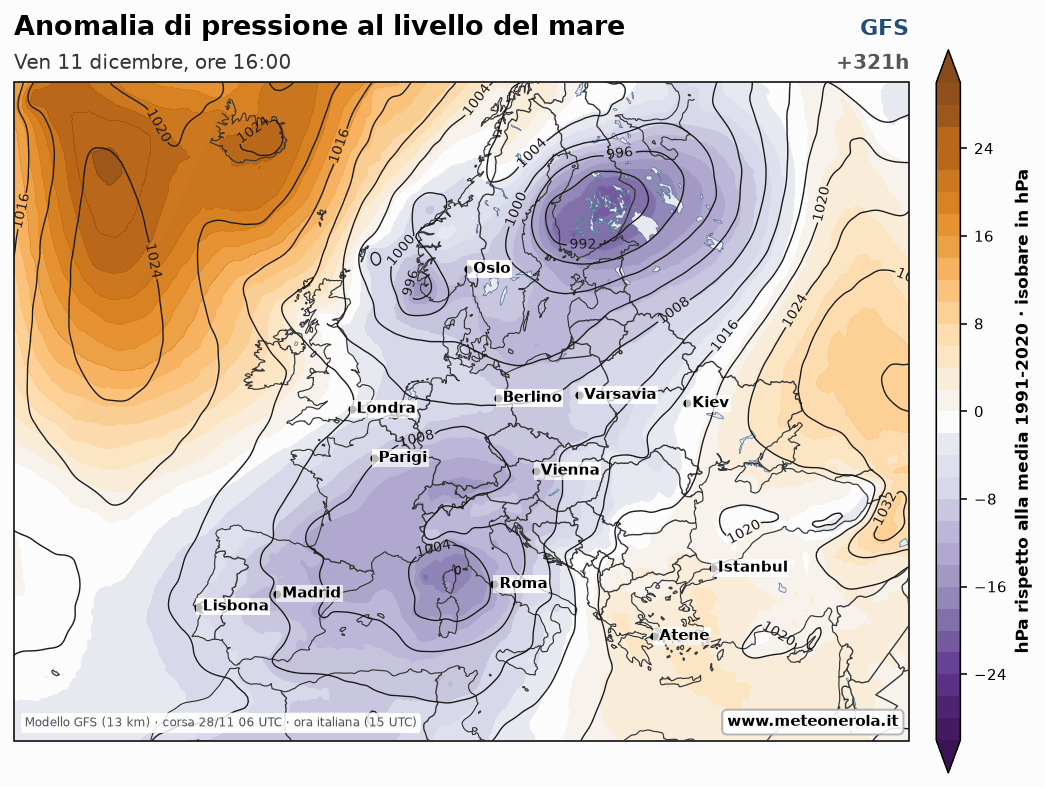 Anomalia di pressione al livello del mare
GFS
Ven 11 dicembre, ore 16:00
+321h
1004
1020
1024
1016
1004
996
1016
1020
1000
1000
1024
992
996
1024
1008
1016
Oslo
Berlino
Varsavia
Kiev
Londra
1008
Parigi
Vienna
1032
1020
1004
Istanbul
Roma
Madrid
Lisbona
Atene
1020
Modello GFS (13 km) · corsa 28/11 06 UTC · ora italiana (15 UTC)
www.meteonerola.it
24
16
8
0
−8
−16
−24
hPa rispetto alla media 1991-2020 · isobare in hPa